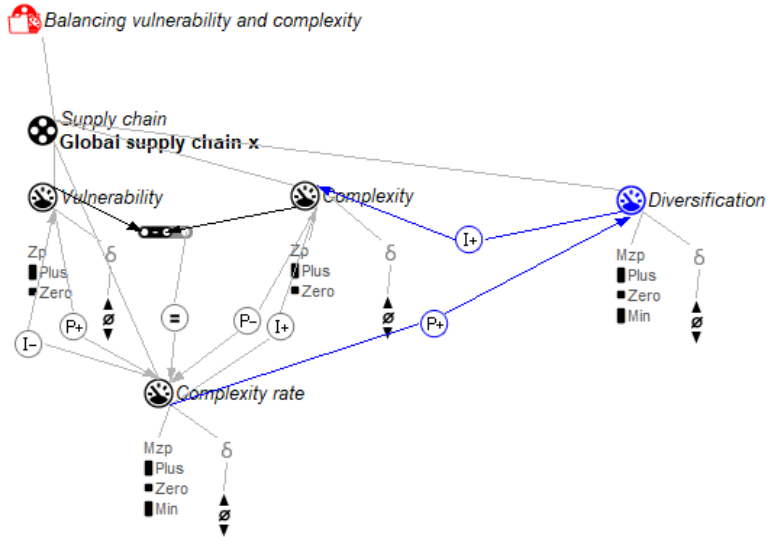 Balancing vulnerability and complexity
Supply chain
Global supply chain x
Vulnerability
Complexity
Diversification
I+
Zp
δ
Plus
Zero
Zp
δ
Plus
Zero
Mzp
δ
Plus
Zero
Min
I−
P+
=
P−
I+
P+
Complexity rate
Mzp
δ
Plus
Zero
Min